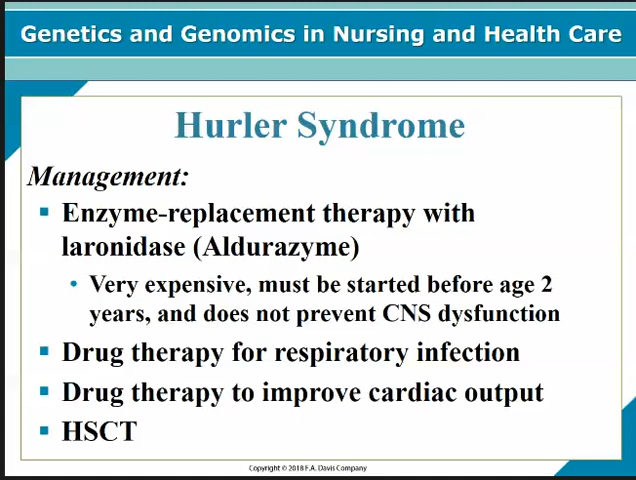 Genetics and Genomics in Nursing and Health Care
Hurler Syndrome
Management:
▪ Enzyme-replacement therapy with
laronidase (Aldurazyme)
• Very expensive, must be started before age 2
years, and does not prevent CNS dysfunction
▪ Drug therapy for respiratory infection
▪ Drug therapy to improve cardiac output
▪ HSCT
Copyright © 2018 F.A. Davis Company